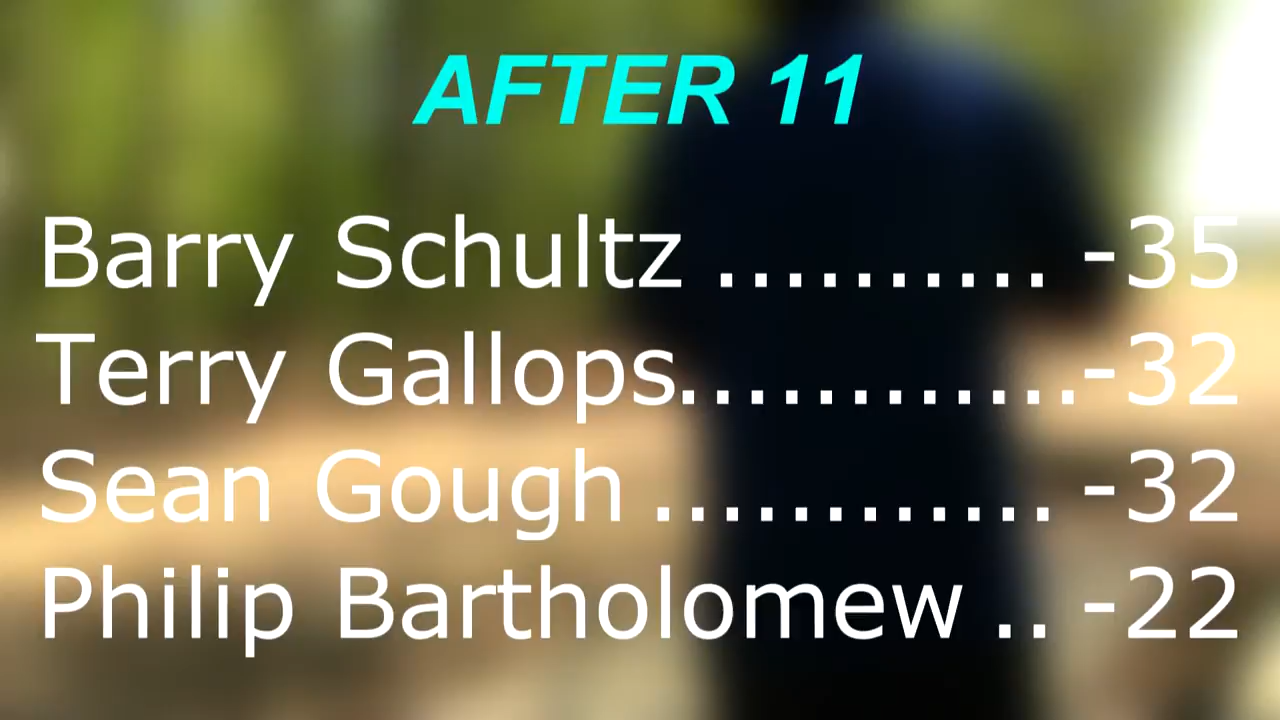 AFTER 11
Barry Schultz .......... -35
Terry Gallops............-32
Sean Gough ............ -32
Philip Bartholomew .. -22